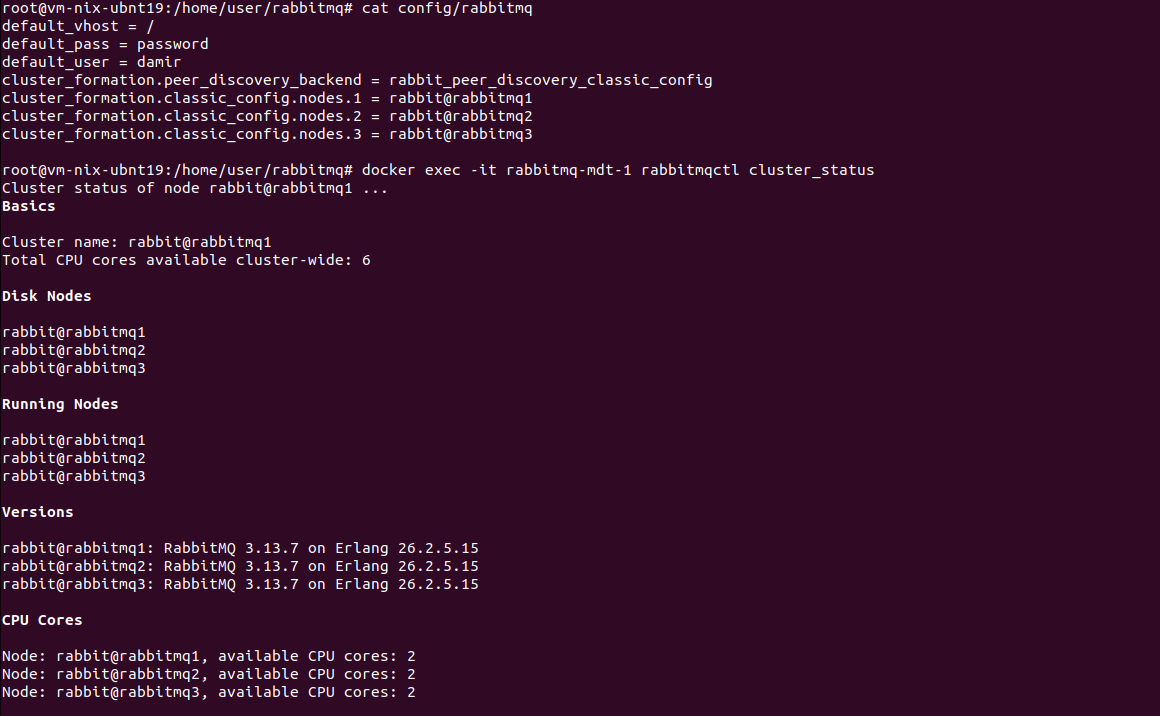 root@vm-nix-ubnt19:/home/user/rabbitmq# cat config/rabbitmq
default_vhost = /
default_pass = password
default_user = damir
cluster_formation.peer_discovery_backend = rabbit_peer_discovery_classic_config
cluster_formation.classic_config.nodes.1 = rabbit@rabbitmq1
cluster_formation.classic_config.nodes.2 = rabbit@rabbitmq2
cluster_formation.classic_config.nodes.3 = rabbit@rabbitmq3
root@vm-nix-ubnt19:/home/user/rabbitmq# docker exec -it rabbitmq-mdt-1 rabbitmqctl cluster_status
Cluster status of node rabbit@rabbitmq1 ...
Basics
Cluster name: rabbit@rabbitmq1
Total CPU cores available cluster-wide: 6
Disk Nodes
rabbit@rabbitmq1
rabbit@rabbitmq2
rabbit@rabbitmq3
Running Nodes
rabbit@rabbitmq1
rabbit@rabbitmq2
rabbit@rabbitmq3
Versions
rabbit@rabbitmq1: RabbitMQ 3.13.7 on Erlang 26.2.5.15
rabbit@rabbitmq2: RabbitMQ 3.13.7 on Erlang 26.2.5.15
rabbit@rabbitmq3: RabbitMQ 3.13.7 on Erlang 26.2.5.15
CPU Cores
Node: rabbit@rabbitmq1, available CPU cores: 2
Node: rabbit@rabbitmq2, available CPU cores: 2
Node: rabbit@rabbitmq3, available CPU cores: 2